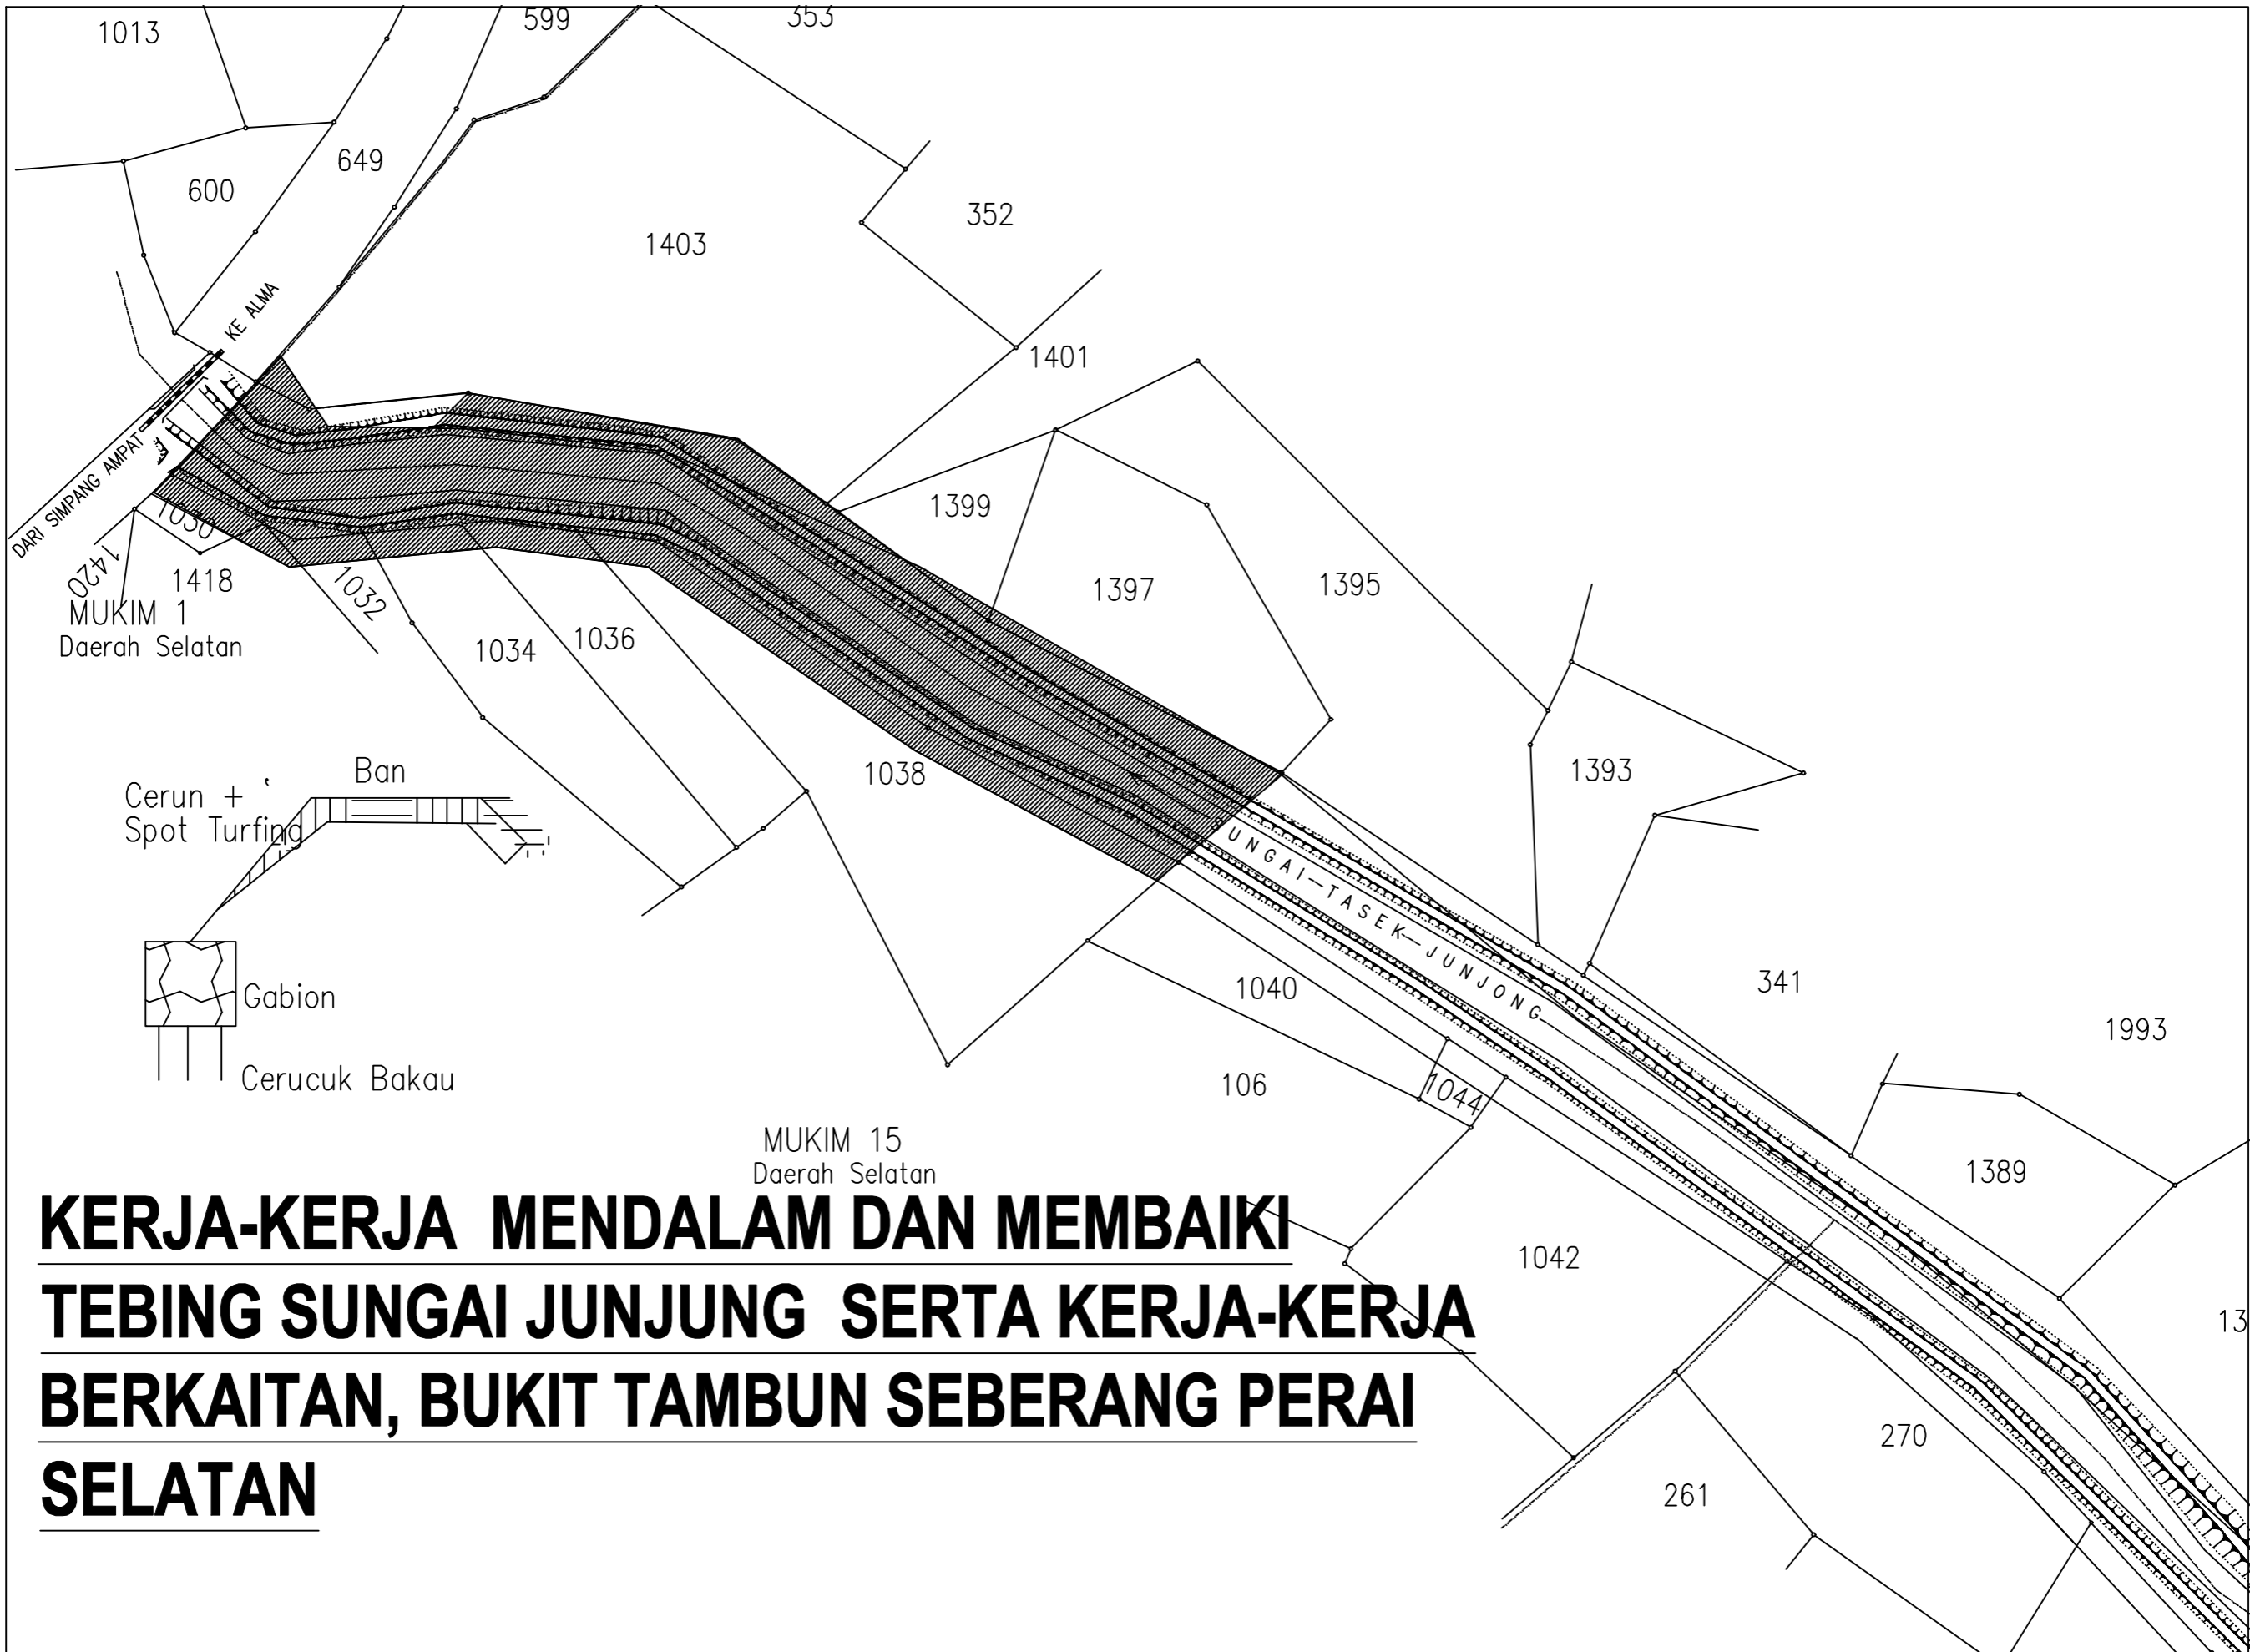 1013
599
353
649
600
352
1403
KE ALMA
1401
DARI SIMPANG AMPAT
1030
1399
1420
1418
1032
1397
1395
MUKIM 1
Daerah Selatan
1034
1036
1038
1393
Ban
Cerun +
Spot Turfing
SUNGAI—TASEK—JUNJONG
Gabion
1040
341
1993
Cerucuk Bakau
106
1044
MUKIM 15
Daerah Selatan
1389
KERJA-KERJA MENDALAM DAN MEMBAIKI
TEBING SUNGAI JUNJUNG SERTA KERJA-KERJA
BERKAITAN, BUKIT TAMBUN SEBERANG PERAI
SELATAN
1042
13
270
261